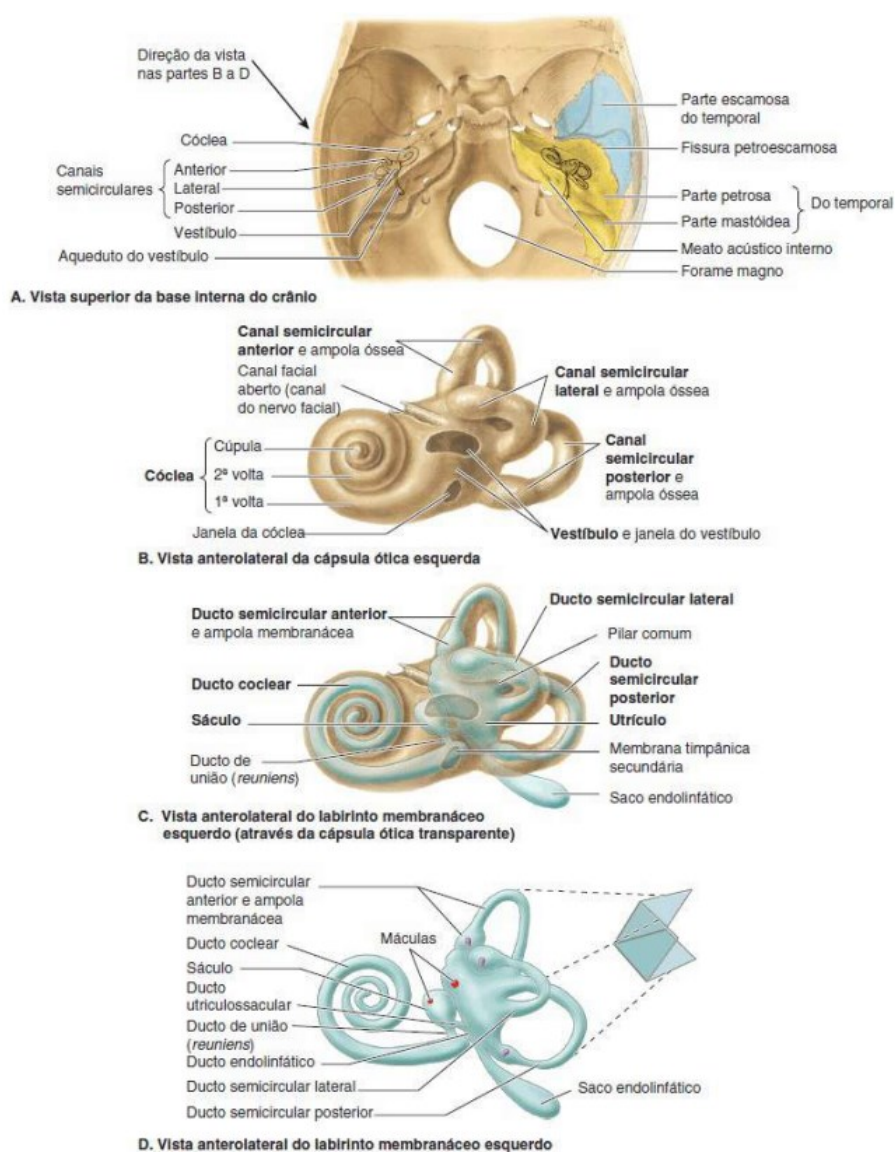 Direção da vista
nas partes B a D
Cóclea
Canais
semicirculares
Anterior
Lateral
Posterior
Vestíbulo
Aqueduto do vestíbulo
Parte escamosa
do temporal
Fissura petroescamosa
Parte petrosa
Parte mastóidea
Do temporal
Meato acústico interno
Forame magno
A. Vista superior da base interna do crânio
Canal semicircular
anterior e ampola óssea
Canal facial
aberto (canal
do nervo facial)
Cóclea
Cúpula
2ª volta
1ª volta
Janela da cóclea
Canal semicircular
lateral e ampola óssea
Canal
semicircular
posterior e
ampola óssea
Vestíbulo e janela do vestíbulo
B. Vista anterolateral da cápsula ótica esquerda
Ducto semicircular anterior
e ampola membranácea
Ducto coclear
Sáculo
Ducto de
união (reuniens)
Ducto semicircular lateral
Pilar comum
Ducto
semicircular
posterior
Utrículo
Membrana timpânica
secundária
Saco endolinfático
C. Vista anterolateral do labirinto membranáceo
esquerdo (através da cápsula ótica transparente)
Ducto semicircular
anterior e ampola
membranácea
Ducto coclear
Máculas
Sáculo
Ducto
utriculossacular
Ducto de união
(reuniens)
Ducto endolinfático
Ducto semicircular lateral
Ducto semicircular posterior
Saco endolinfático
D. Vista anterolateral do labirinto membranáceo esquerdo